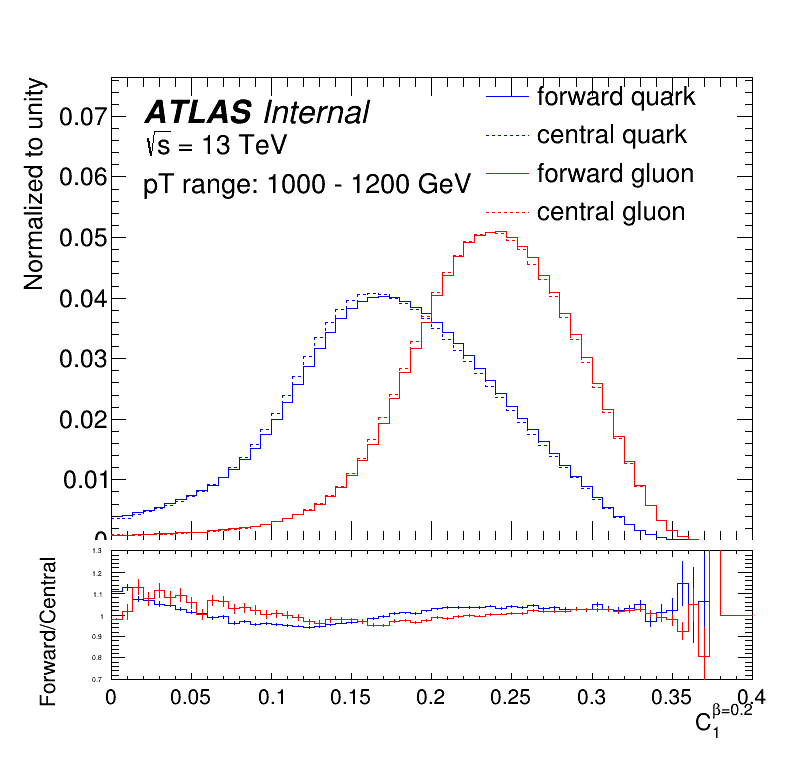 Normalized to unity
ATLAS Internal
√s = 13 TeV
pT range: 1000 - 1200 GeV
forward quark
central quark
forward gluon
central gluon
0.07
0.06
0.05
0.04
0.03
0.02
0.01
0
Forward/Central
1.3
1.2
1.1
1
0.9
0.8
0.7
0 0.05 0.1 0.15 0.2 0.25 0.3 0.35 0.4
C₁^β=0.2